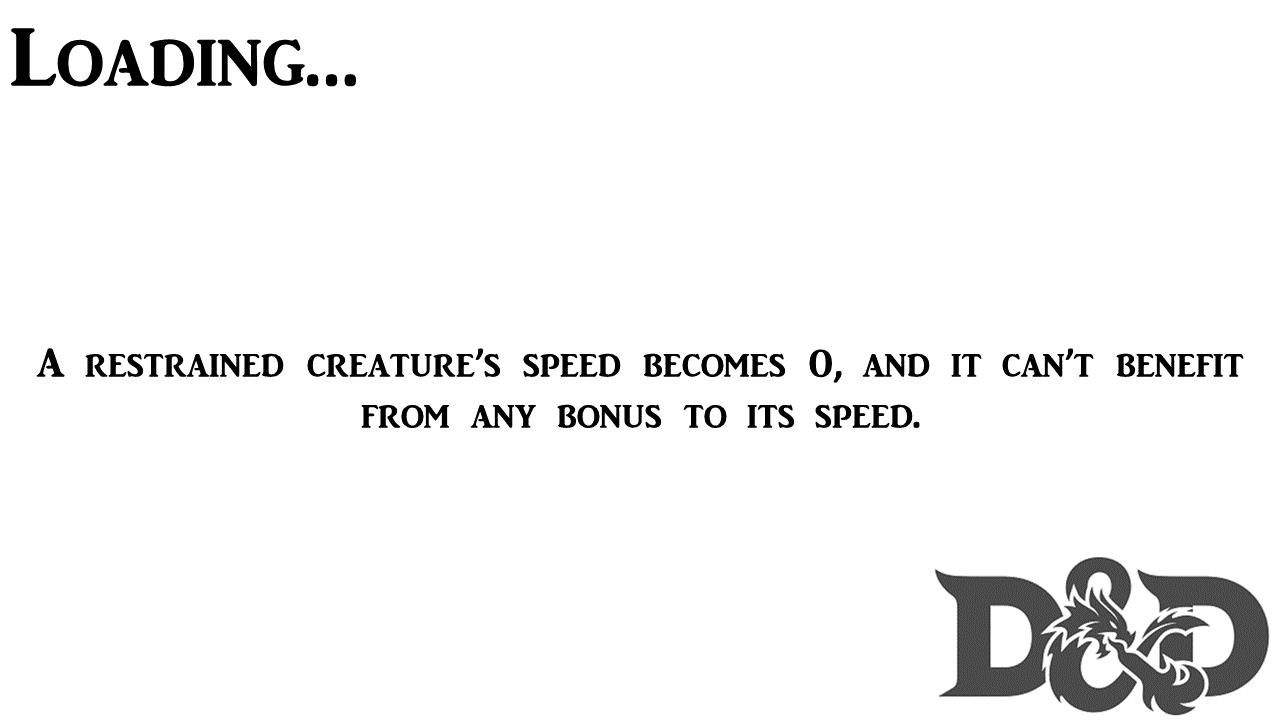 Loading...
A restrained creature's speed becomes 0, and it can't benefit
from any bonus to its speed.
D&D